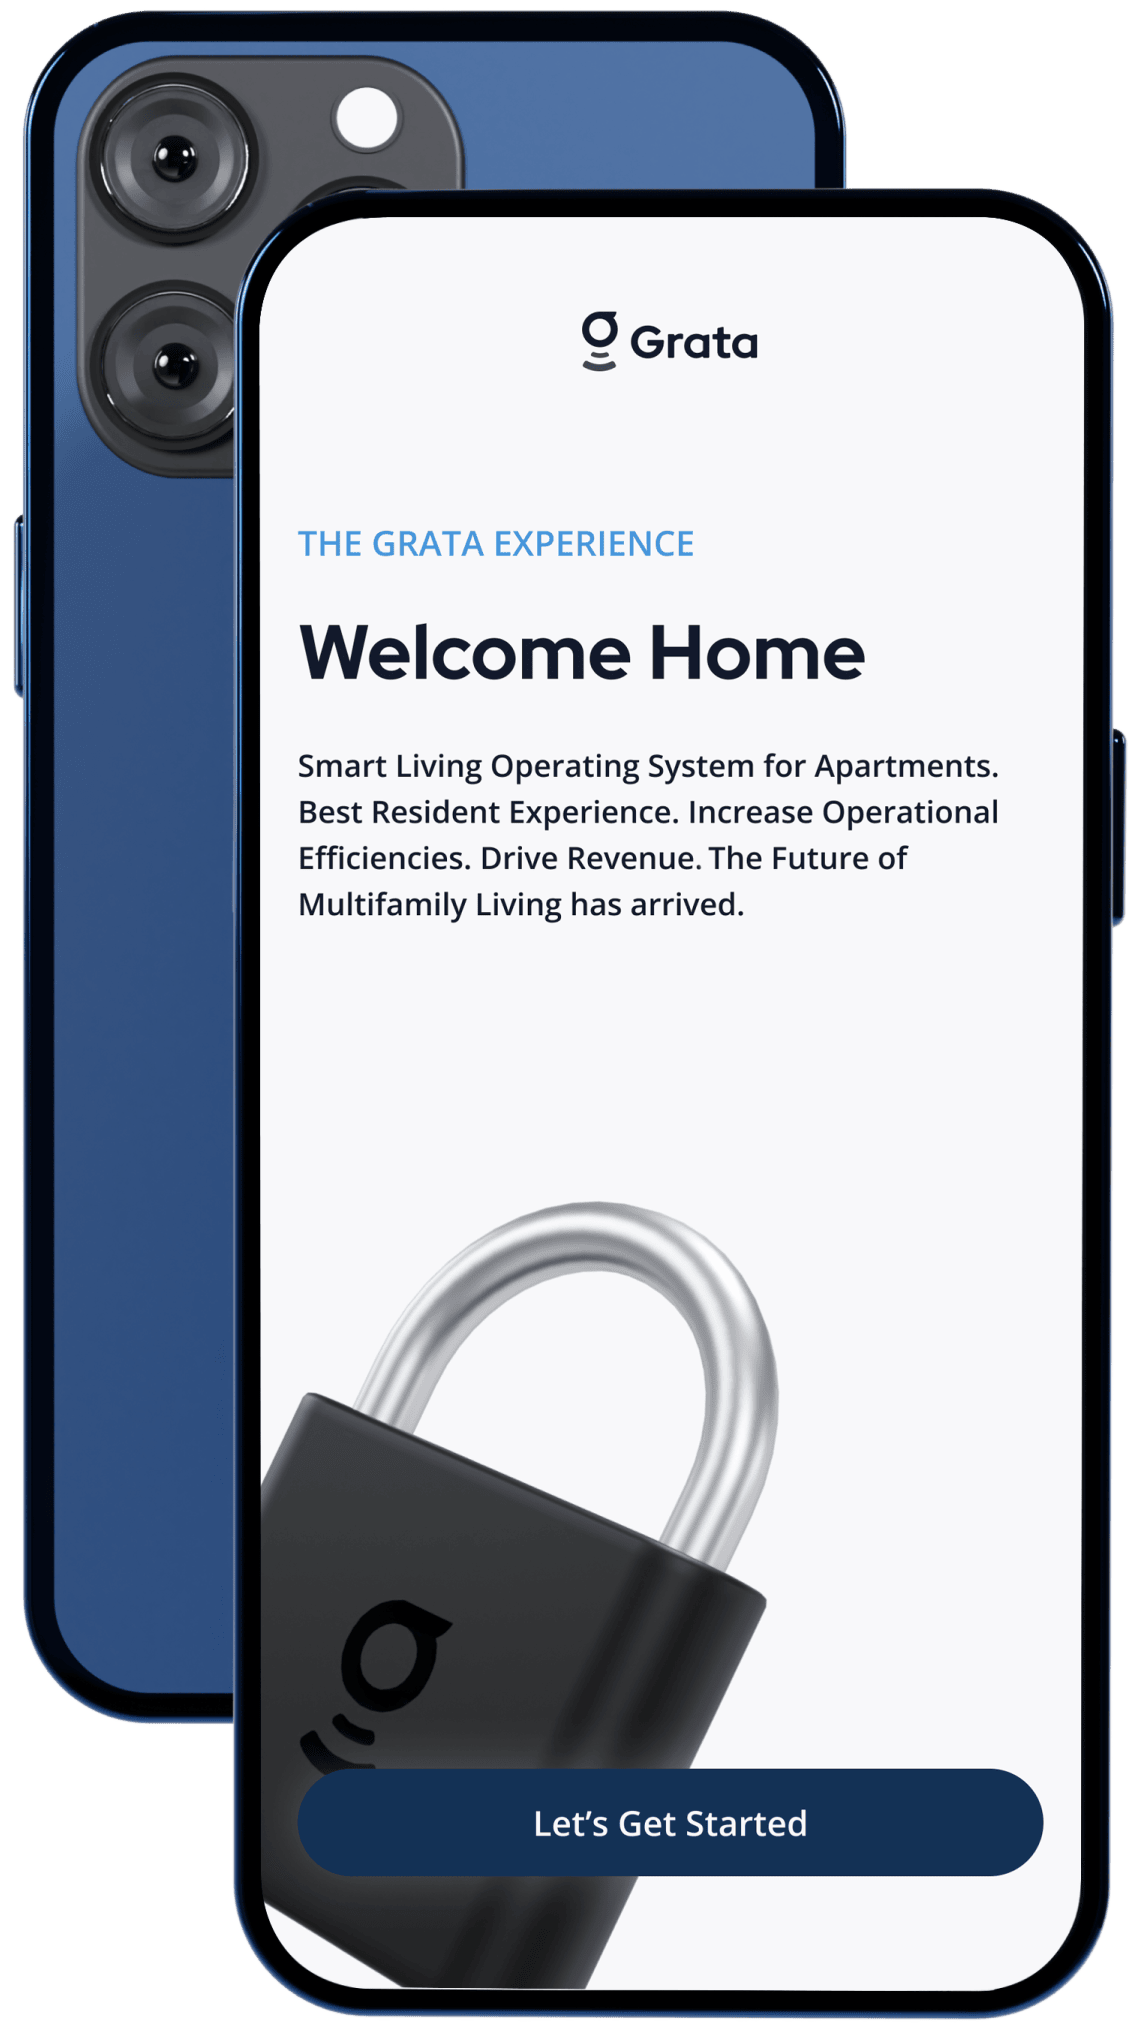 Grata
THE GRATA EXPERIENCE
Welcome Home
Smart Living Operating System for Apartments.
Best Resident Experience. Increase Operational
Efficiencies. Drive Revenue. The Future of
Multifamily Living has arrived.
Let’s Get Started